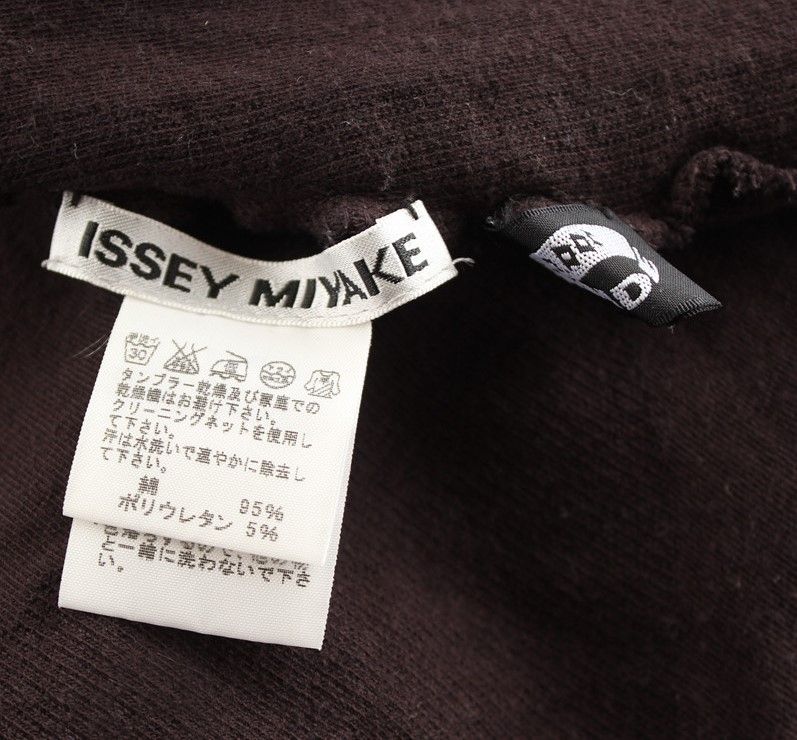 ISSEY MIYAKE
30
タンブラー乾燥及び家庭での
乾燥機はお避け下さい。
クリーニングネットを使用し
て下さい。
汗は水洗いで速やかに除去し
て下さい。
綿 95%
ポリウレタン 5%
と一緒に洗わないで下さ
い。